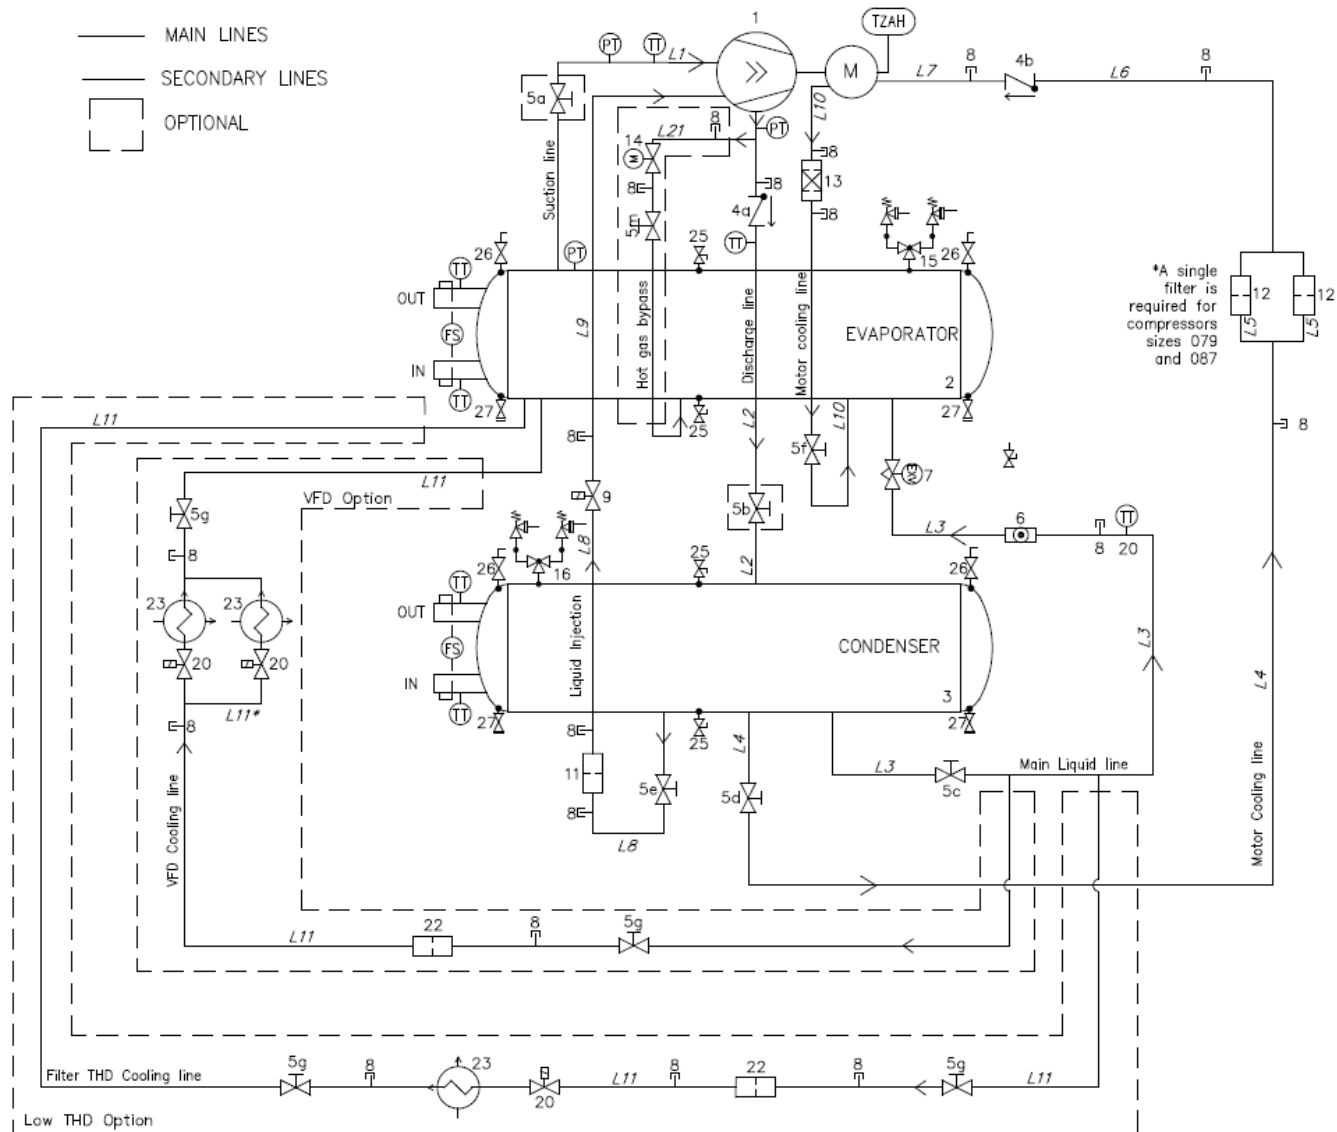 MAIN LINES
SECONDARY LINES
OPTIONAL
1
TZAH
PT
TT
L1
M
8
4b
L7
L6
8
5a
L10
PT
L21
8
14
M
8
13
8
8
4a
8
5m
Suction line
TT
25
26
PT
15
26
TT
OUT
FS
IN
TT
L9
Hot gas bypass
Discharge line
Motor cooling line
EVAPORATOR
2
*A single
filter is
required for
compressors
sizes 079
and 087
12
12
L5
L5
27
25
27
L11
L2
L10
8
5f
EXV
7
8
L11
VFD Option
5g
9
5b
L3
6
8
TT
20
8
L8
16
25
L2
26
26
23
23
TT
OUT
FS
IN
TT
Liquid Injection
CONDENSER
3
L3
20
20
L11*
8
27
8
25
L4
27
L4
11
5e
5d
L3
5c
Main Liquid line
8
L8
VFD Cooling line
Motor Cooling line
L11
22
8
5g
Filter THD Cooling line
5g
8
23
20
L11
8
22
8
5g
L11
Low THD Option